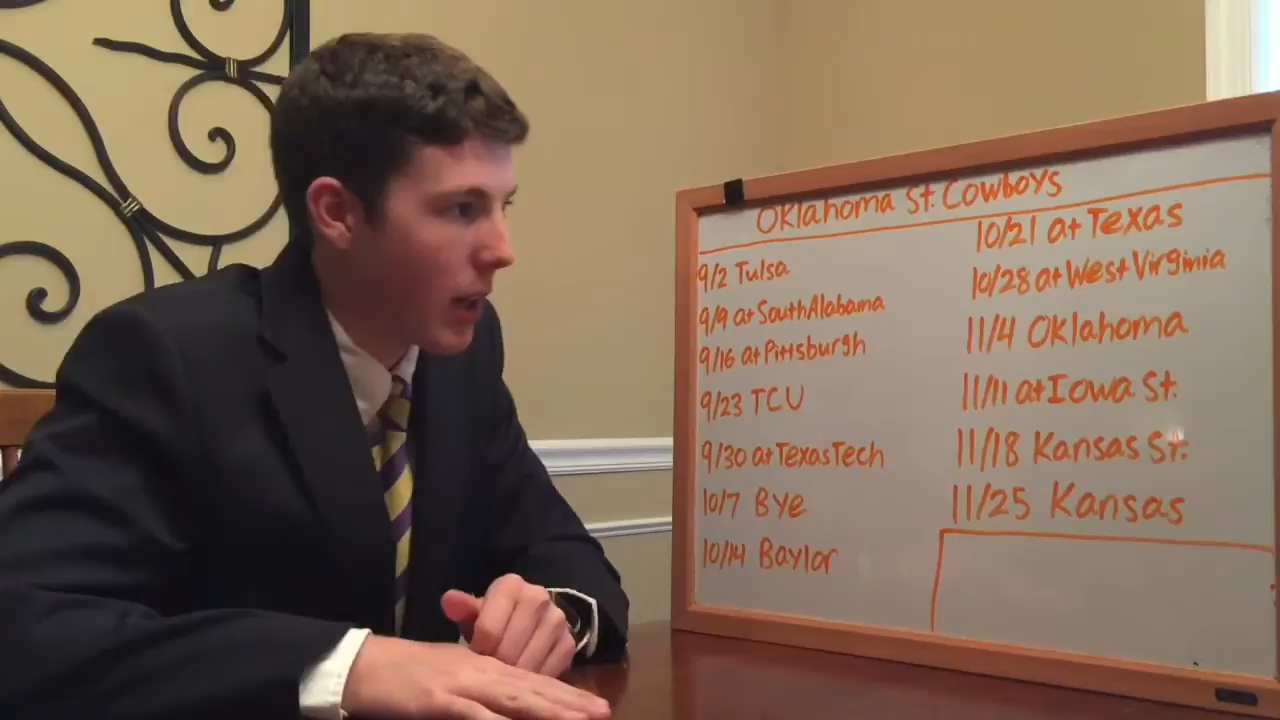 Oklahoma St. Cowboys
9/2 Tulsa
9/9 at South Alabama
9/16 at Pittsburgh
9/23 TCU
9/30 at Texas Tech
10/7 Bye
10/14 Baylor
10/21 at Texas
10/28 at West Virginia
11/4 Oklahoma
11/11 at Iowa St.
11/18 Kansas St.
11/25 Kansas